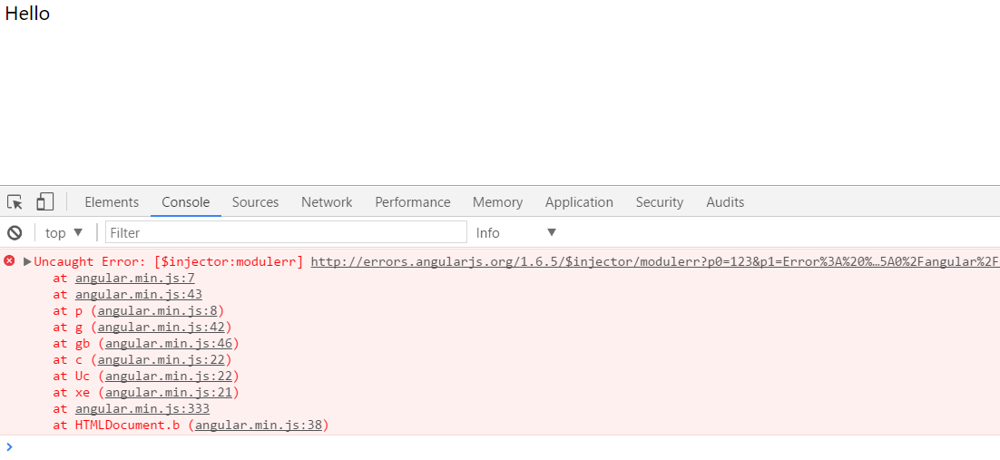 Hello
Elements Console Sources Network Performance Memory Application Security Audits
top ▼ Filter Info ▼
▶Uncaught Error: [$injector:modulerr] http://errors.angularjs.org/1.6.5/$injector/modulerr?p0=123&p1=Error%3A%20%…5A0%2Fangular%2F
at angular.min.js:7
at angular.min.js:43
at p (angular.min.js:8)
at g (angular.min.js:42)
at gb (angular.min.js:46)
at c (angular.min.js:22)
at Uc (angular.min.js:22)
at xe (angular.min.js:21)
at angular.min.js:333
at HTMLDocument.b (angular.min.js:38)